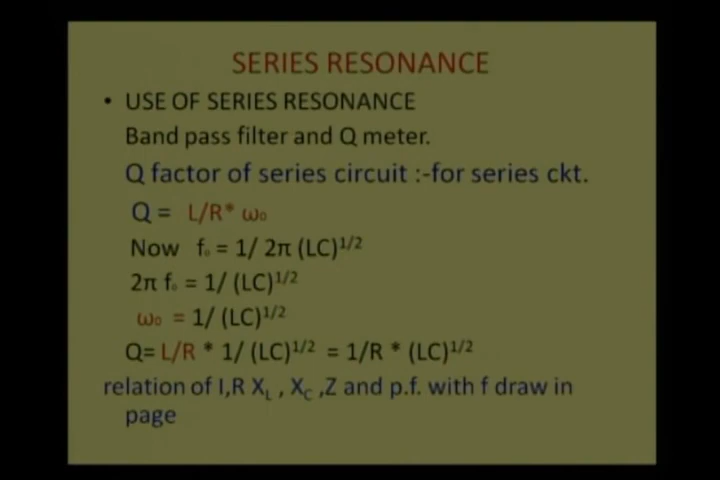 SERIES RESONANCE
• USE OF SERIES RESONANCE
Band pass filter and Q meter.
Q factor of series circuit :-for series ckt.
Q = L/R* ω₀
Now f₀ = 1/ 2π (LC)^1/2
2π f₀ = 1/ (LC)^1/2
ω₀ = 1/ (LC)^1/2
Q= L/R * 1/ (LC)^1/2 = 1/R * (LC)^1/2
relation of I,R X_L , X_C ,Z and p.f. with f draw in
page